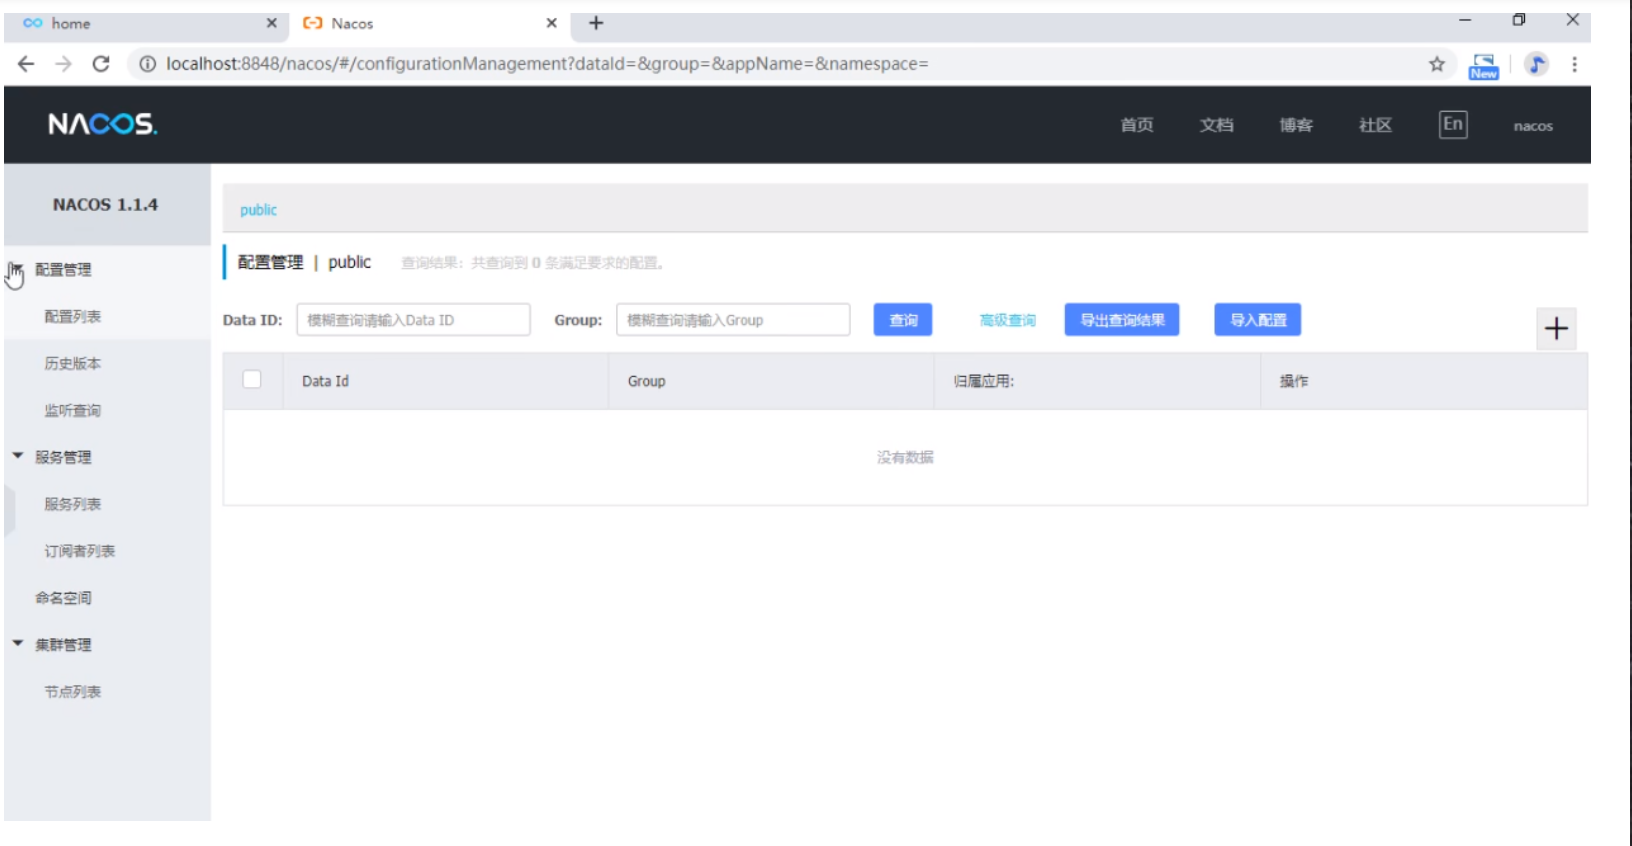 home
Nacos
localhost:8848/nacos/#/configurationManagement?dataId=&group=&appName=&namespace=
New
NACOS.
首页 文档 博客 社区 En nacos
NACOS 1.1.4
public
配置管理
配置管理 | public 查询结果：共查询到 0 条满足要求的配置。
配置列表
Data ID: 模糊查询请输入Data ID Group: 模糊查询请输入Group 查询 高级查询 导出查询结果 导入配置
历史版本
Data Id Group 归属应用: 操作
监听查询
服务管理
没有数据
服务列表
订阅者列表
命名空间
集群管理
节点列表